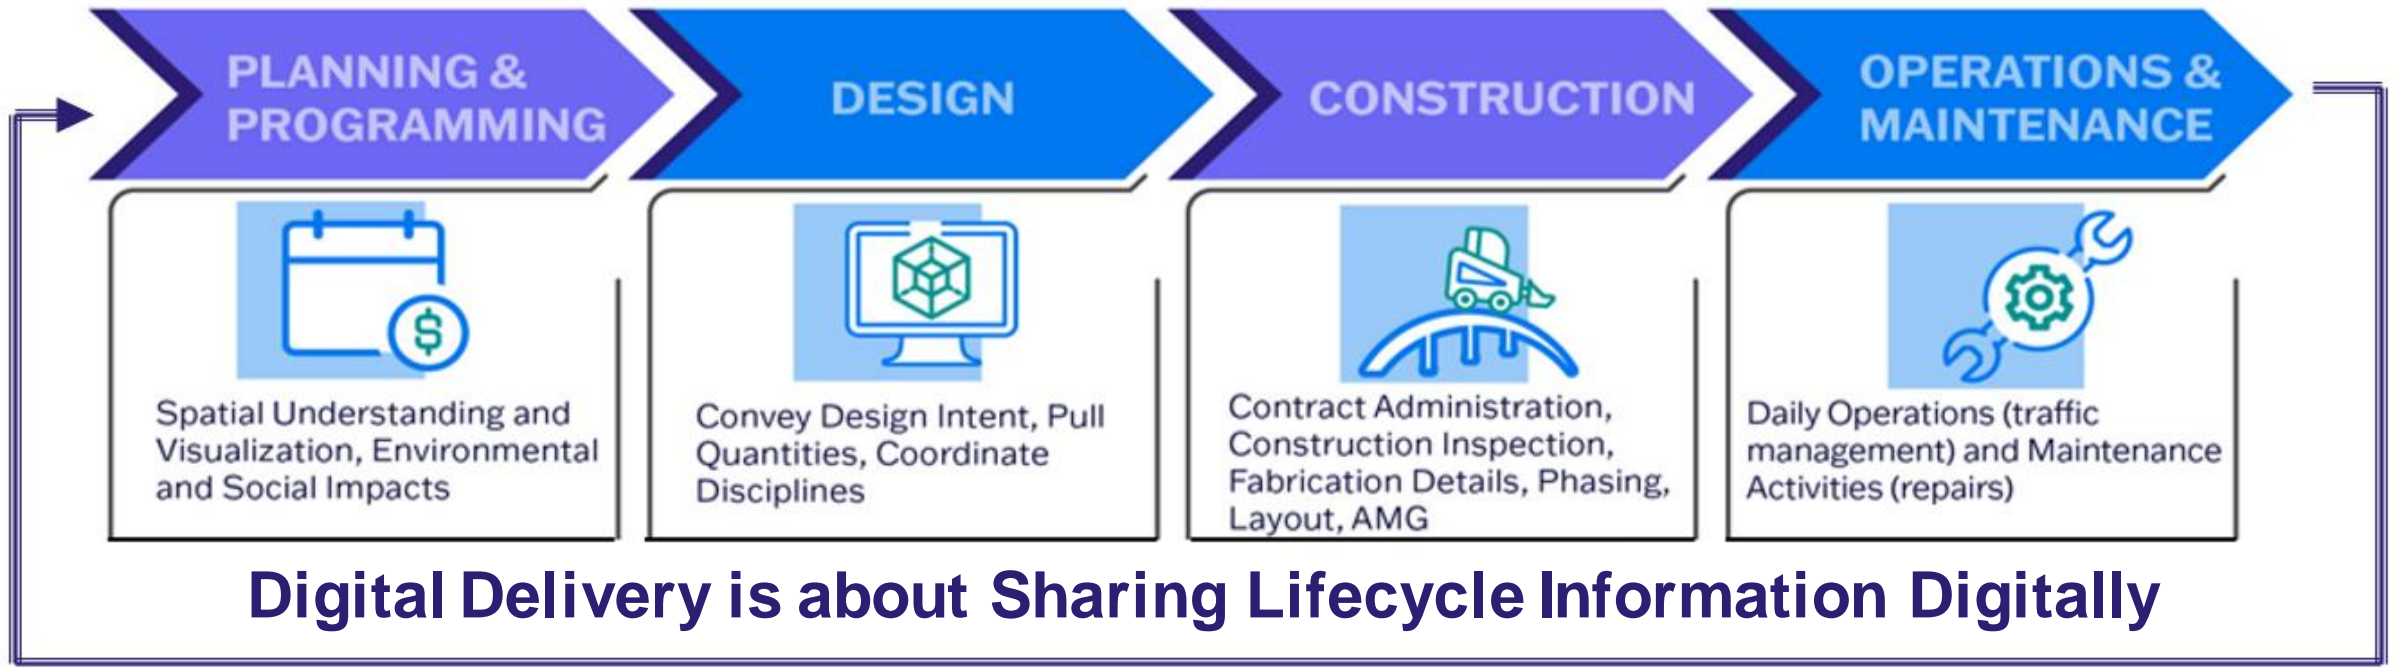 PLANNING &
PROGRAMMING
DESIGN
CONSTRUCTION
OPERATIONS &
MAINTENANCE
$
Spatial Understanding and
Visualization, Environmental
and Social Impacts
Convey Design Intent, Pull
Quantities, Coordinate
Disciplines
Contract Administration,
Construction Inspection,
Fabrication Details, Phasing,
Layout, AMG
Daily Operations (traffic
management) and Maintenance
Activities (repairs)
Digital Delivery is about Sharing Lifecycle Information Digitally